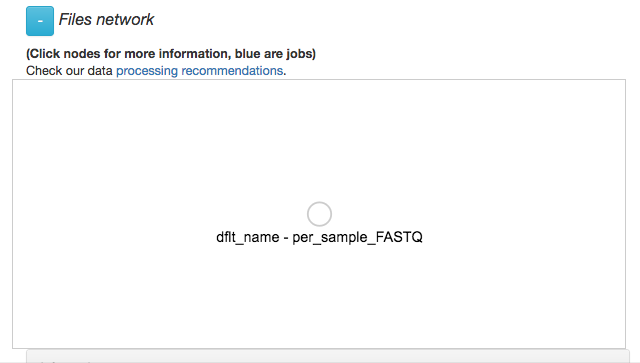 - Files network
(Click nodes for more information, blue are jobs)
Check our data processing recommendations.
dflt_name - per_sample_FASTQ